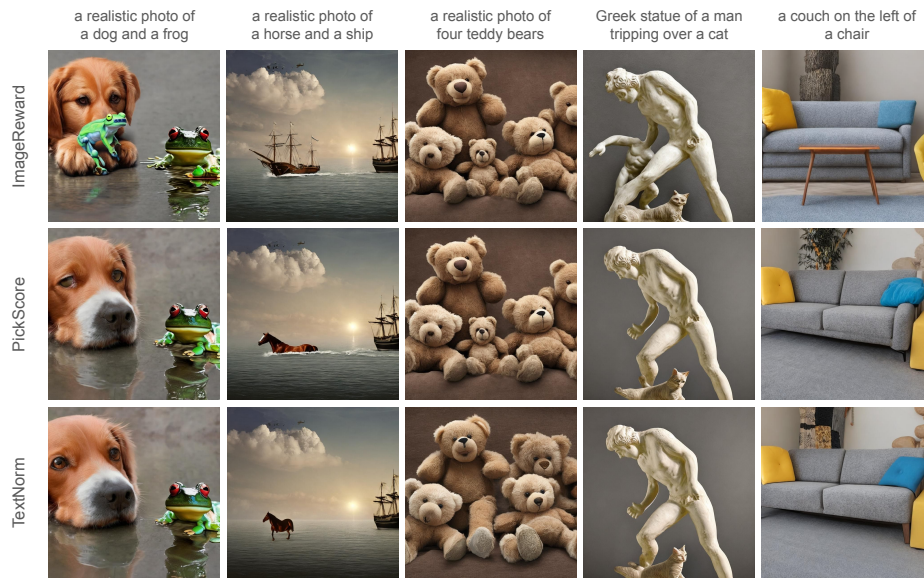 a realistic photo of
a dog and a frog
a realistic photo of
a horse and a ship
a realistic photo of
four teddy bears
Greek statue of a man
tripping over a cat
a couch on the left of
a chair
ImageReward
PickScore
TextNorm